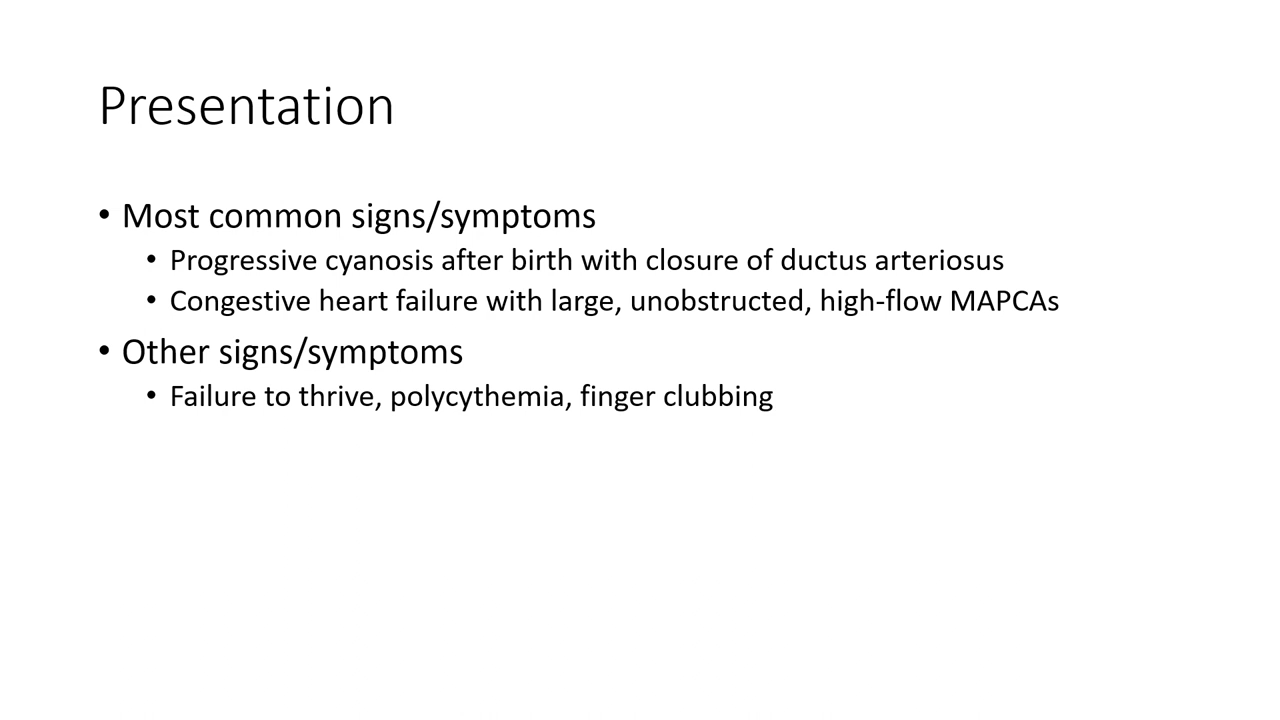 Presentation
• Most common signs/symptoms
• Progressive cyanosis after birth with closure of ductus arteriosus
• Congestive heart failure with large, unobstructed, high-flow MAPCAs
• Other signs/symptoms
• Failure to thrive, polycythemia, finger clubbing